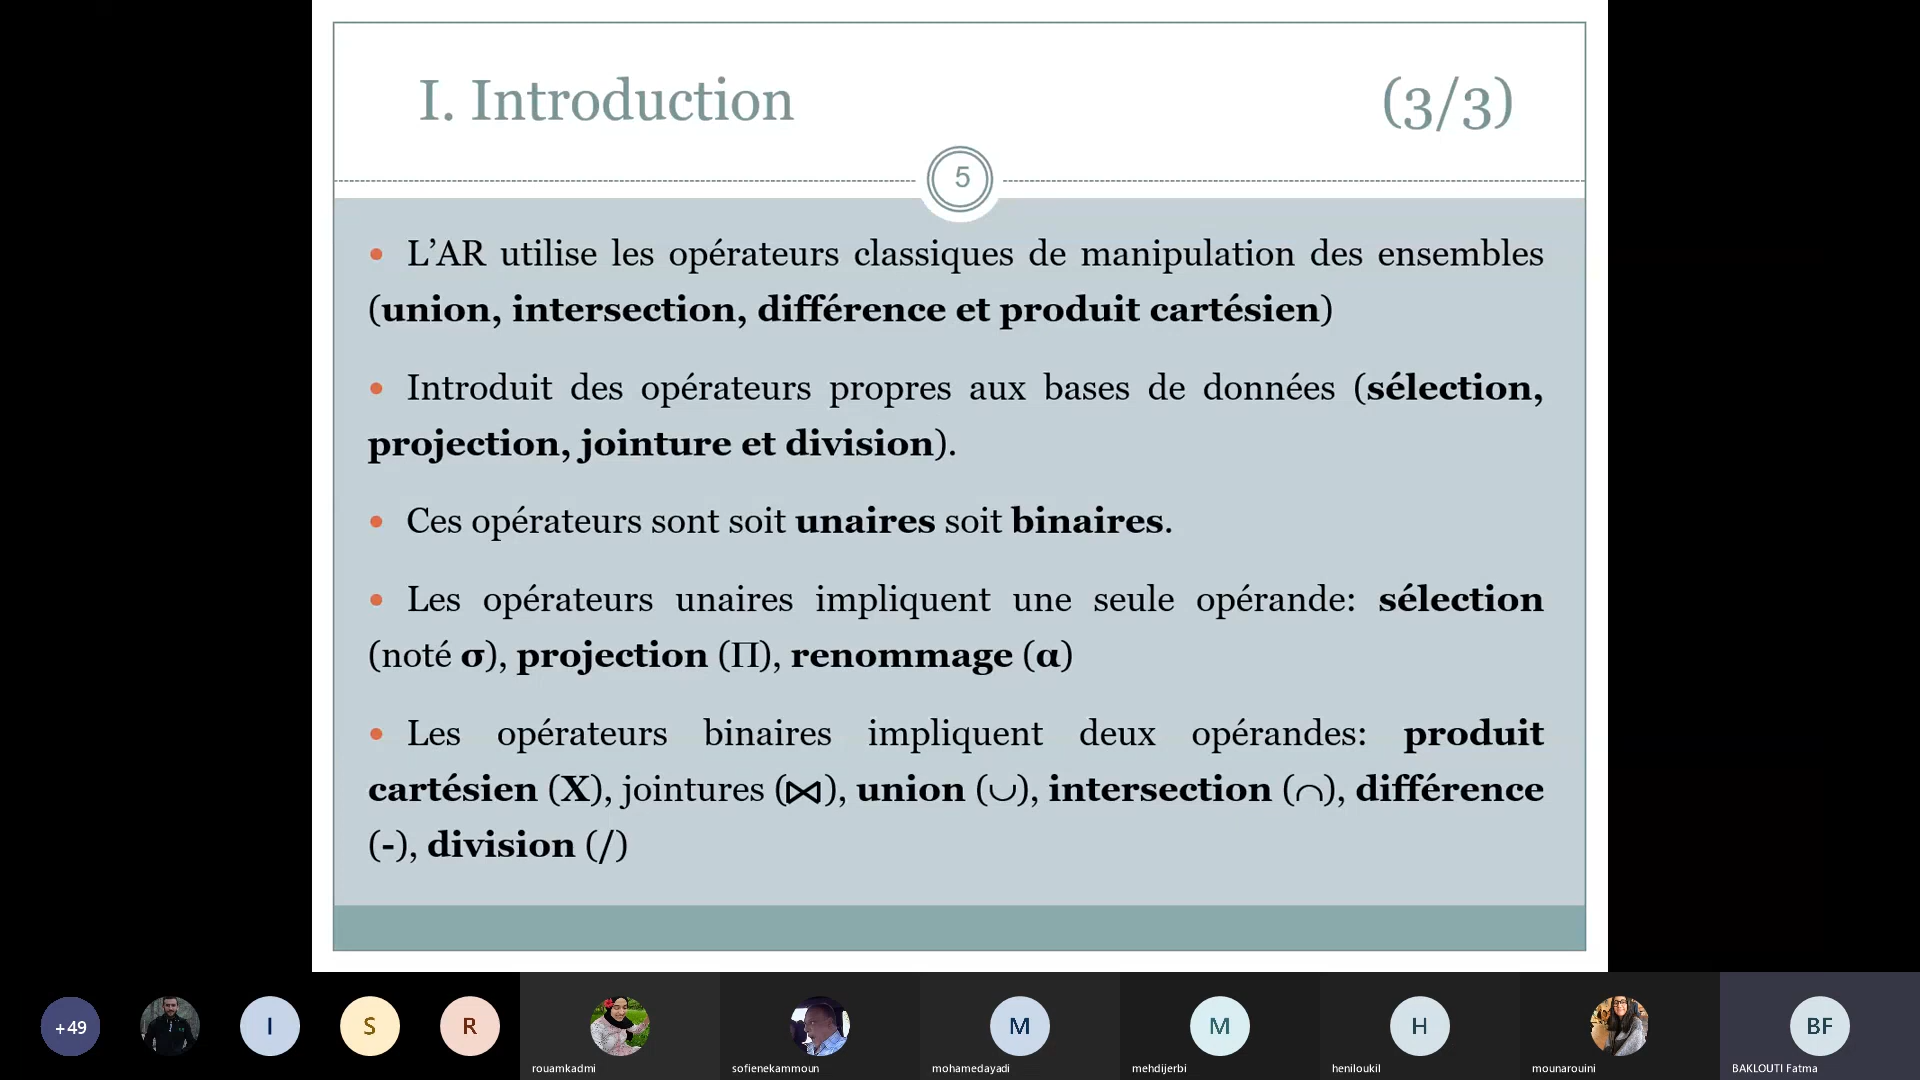 I. Introduction (3/3)
5
• L’AR utilise les opérateurs classiques de manipulation des ensembles
(union, intersection, différence et produit cartésien)
• Introduit des opérateurs propres aux bases de données (sélection,
projection, jointure et division).
• Ces opérateurs sont soit unaires soit binaires.
• Les opérateurs unaires impliquent une seule opérande: sélection
(noté σ), projection (Π), renommage (α)
• Les opérateurs binaires impliquent deux opérandes: produit
cartésien (X), jointures (⋈), union (∪), intersection (∩), différence
(-), division (/)
+49 I S R M M H BF
rouamkadmi sofienekammoun mohamedayadi mehdijerbi heniloukil mounarouini BAKLOUTI Fatma